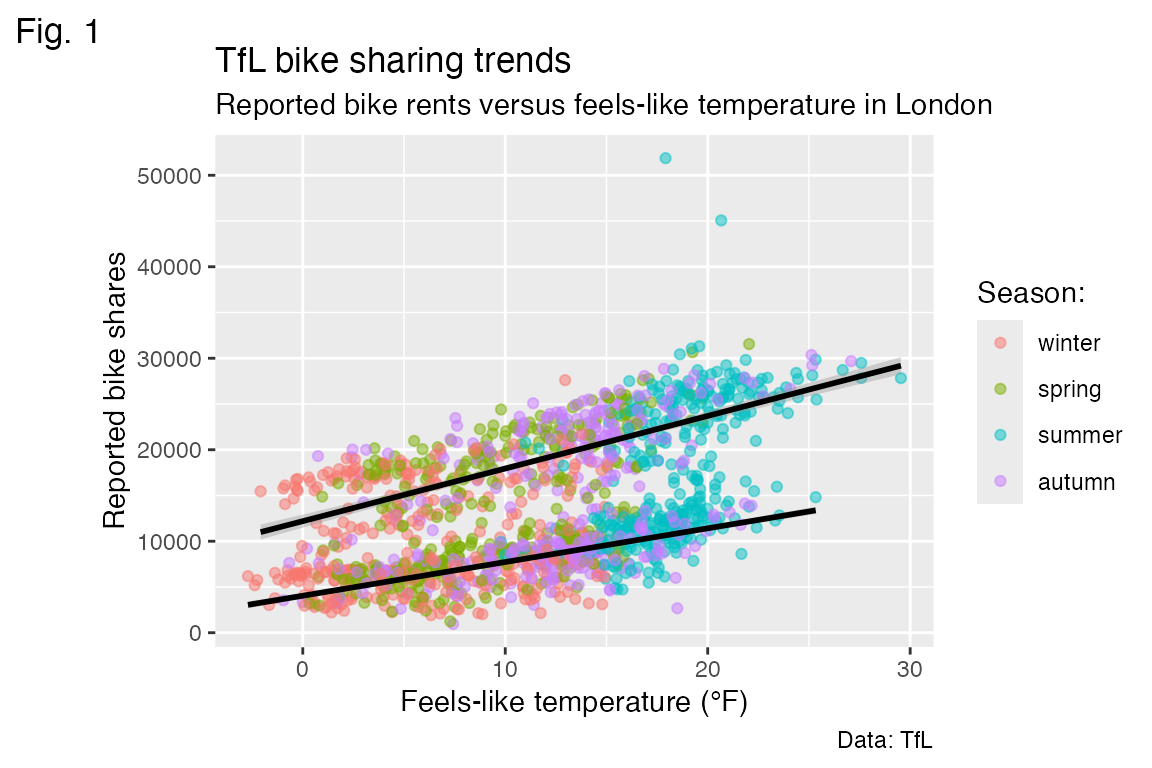 Fig. 1
TfL bike sharing trends
Reported bike rents versus feels-like temperature in London
Reported bike shares
50000
40000
30000
20000
10000
0
0 10 20 30
Feels-like temperature (°F)
Season:
winter
spring
summer
autumn
Data: TfL